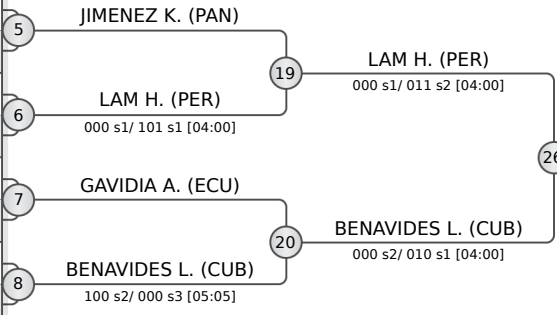 JIMENEZ K. (PAN)
5
19
LAM H. (PER)
000 s1/ 011 s2 [04:00]
LAM H. (PER)
6
000 s1/ 101 s1 [04:00]
26
GAVIDIA A. (ECU)
7
20
BENAVIDES L. (CUB)
000 s2/ 010 s1 [04:00]
BENAVIDES L. (CUB)
8
100 s2/ 000 s3 [05:05]